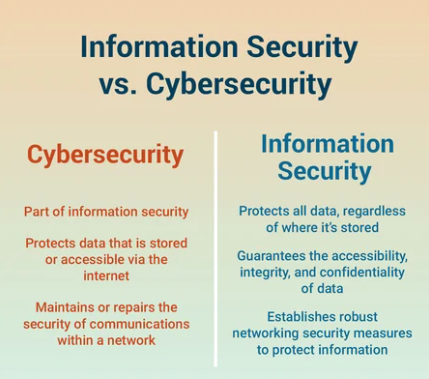 Information Security
vs. Cybersecurity
Cybersecurity
Part of information security
Protects data that is stored
or accessible via the
internet
Maintains or repairs the
security of communications
within a network
Information
Security
Protects all data, regardless
of where it's stored
Guarantees the accessibility,
integrity, and confidentiality
of data
Establishes robust
networking security measures
to protect information